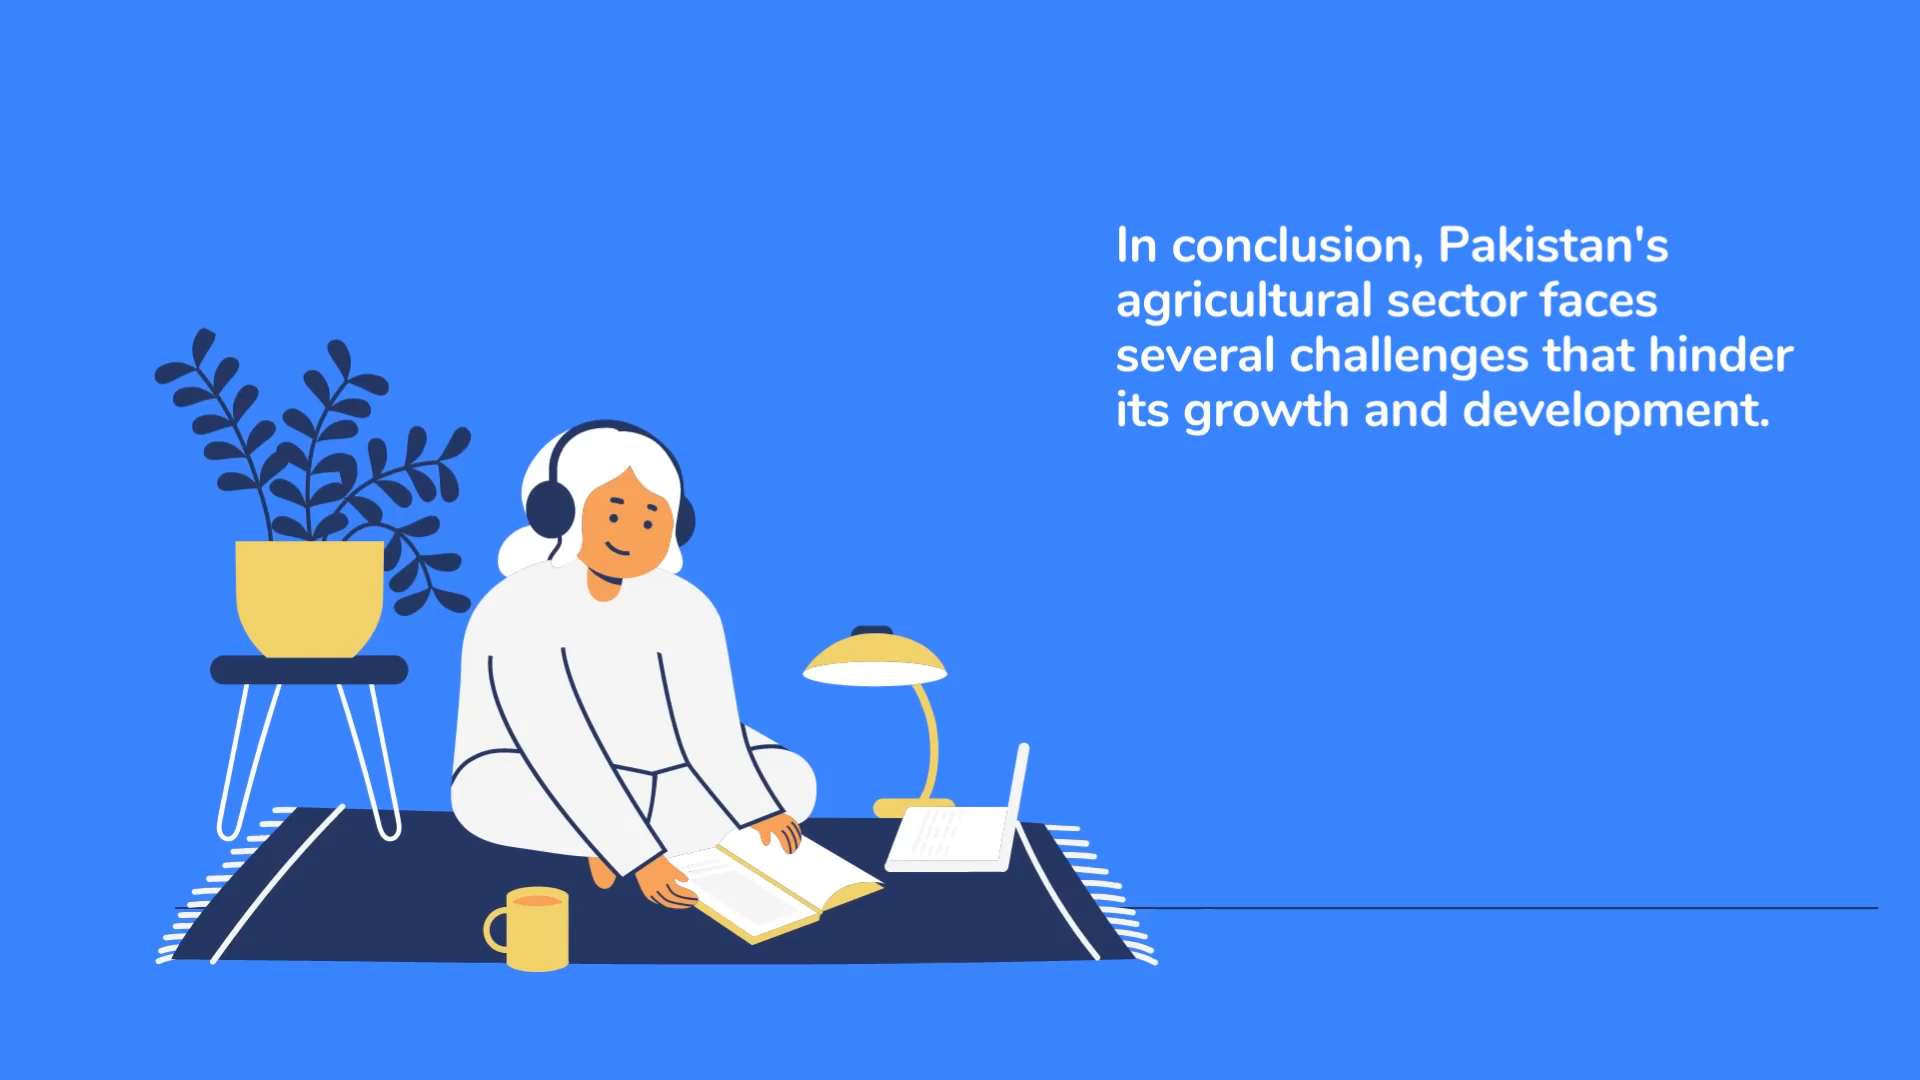 In conclusion, Pakistan's
agricultural sector faces
several challenges that hinder
its growth and development.